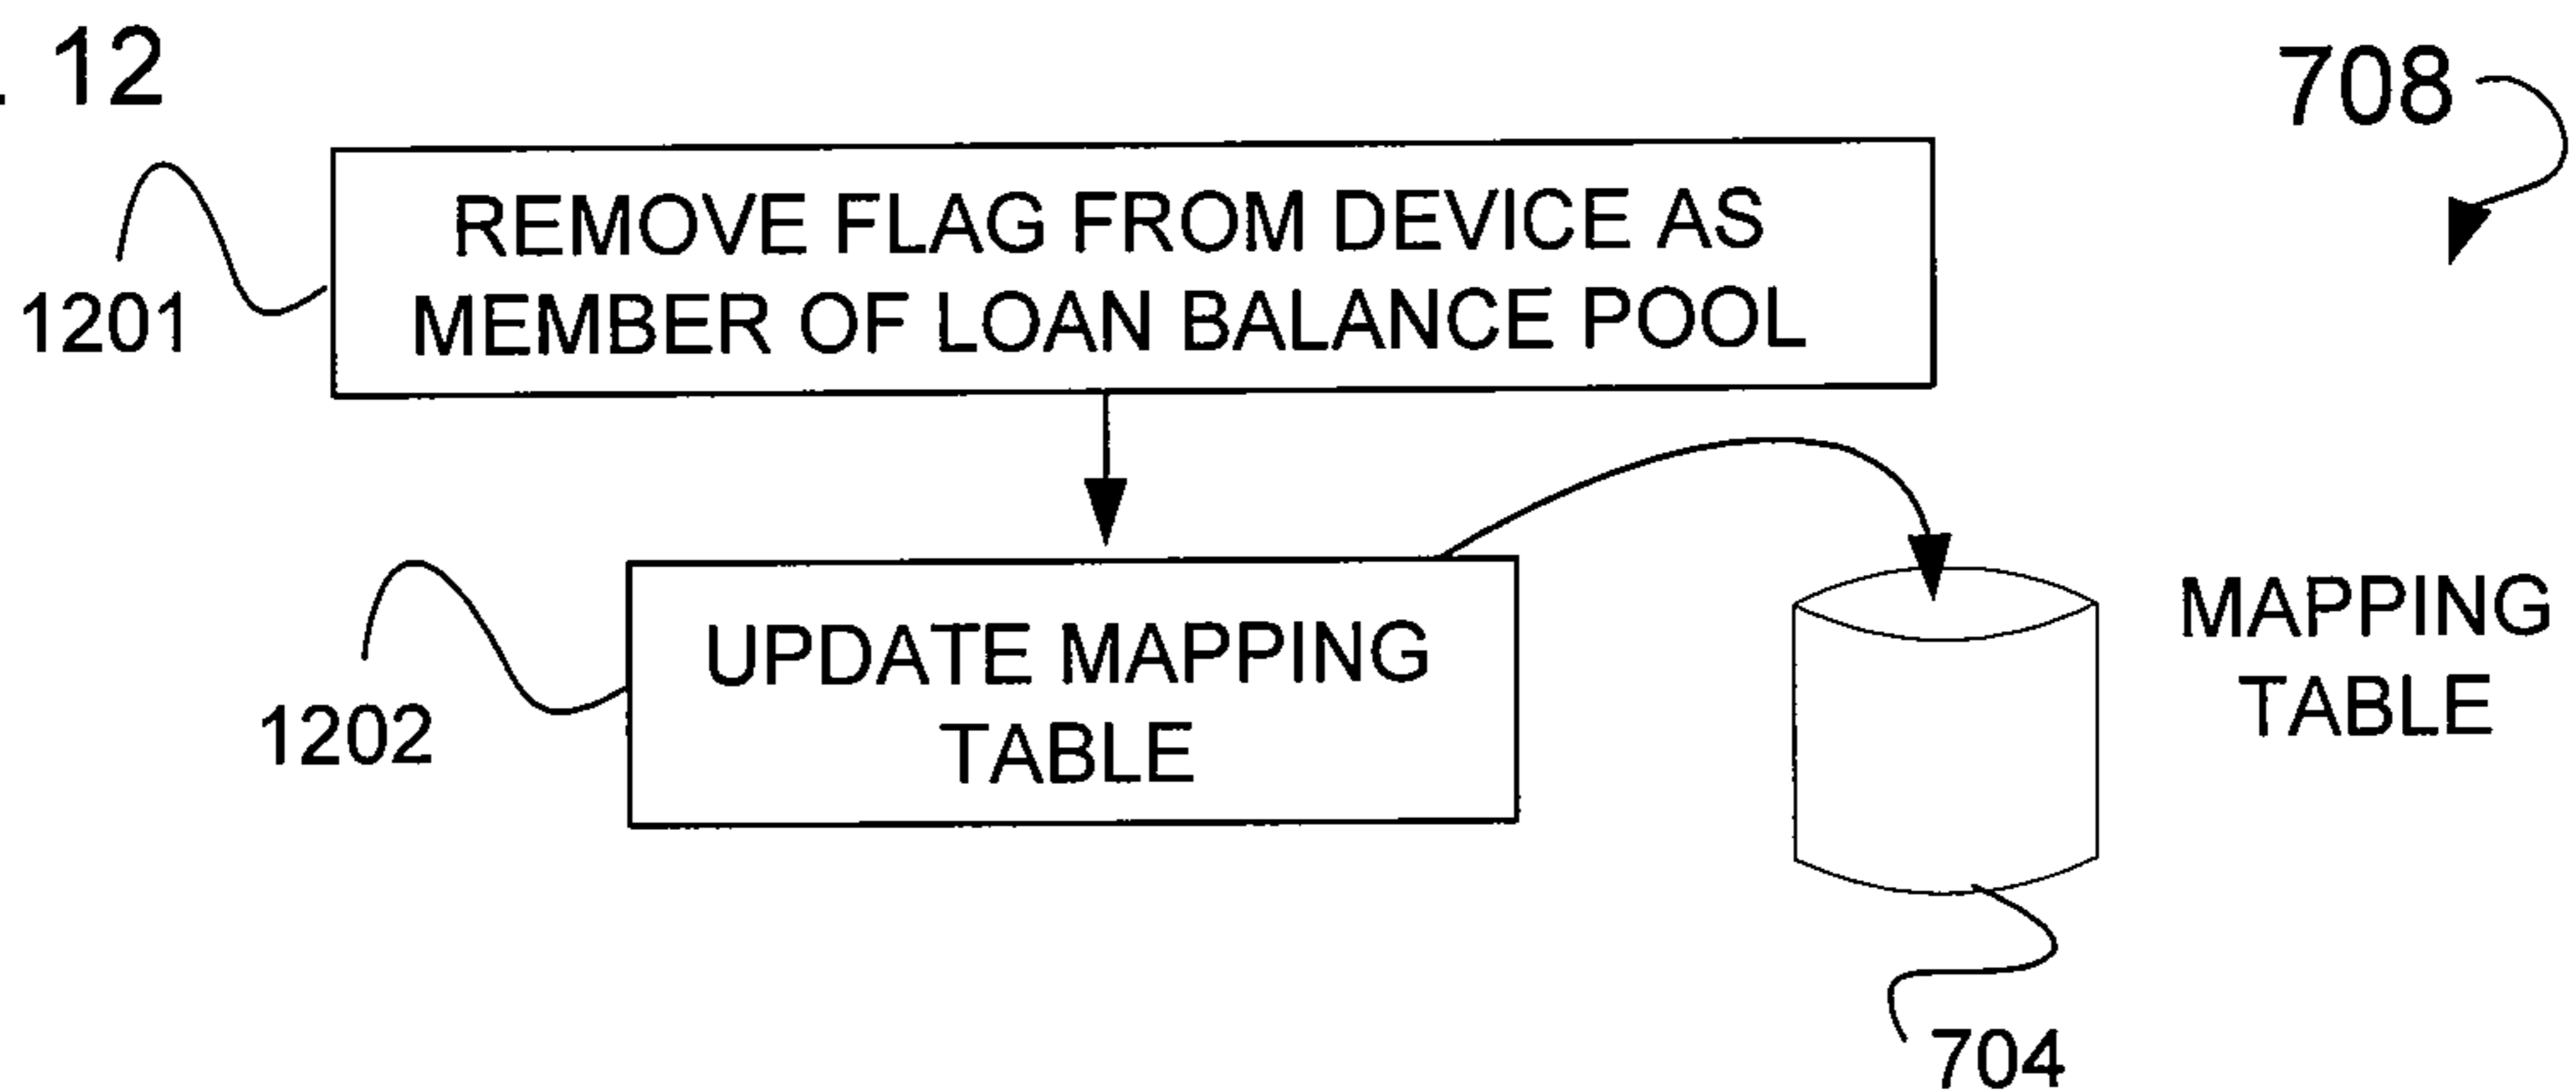 12
708
REMOVE FLAG FROM DEVICE AS
MEMBER OF LOAN BALANCE POOL
1201
UPDATE MAPPING
TABLE
1202
MAPPING
TABLE
704